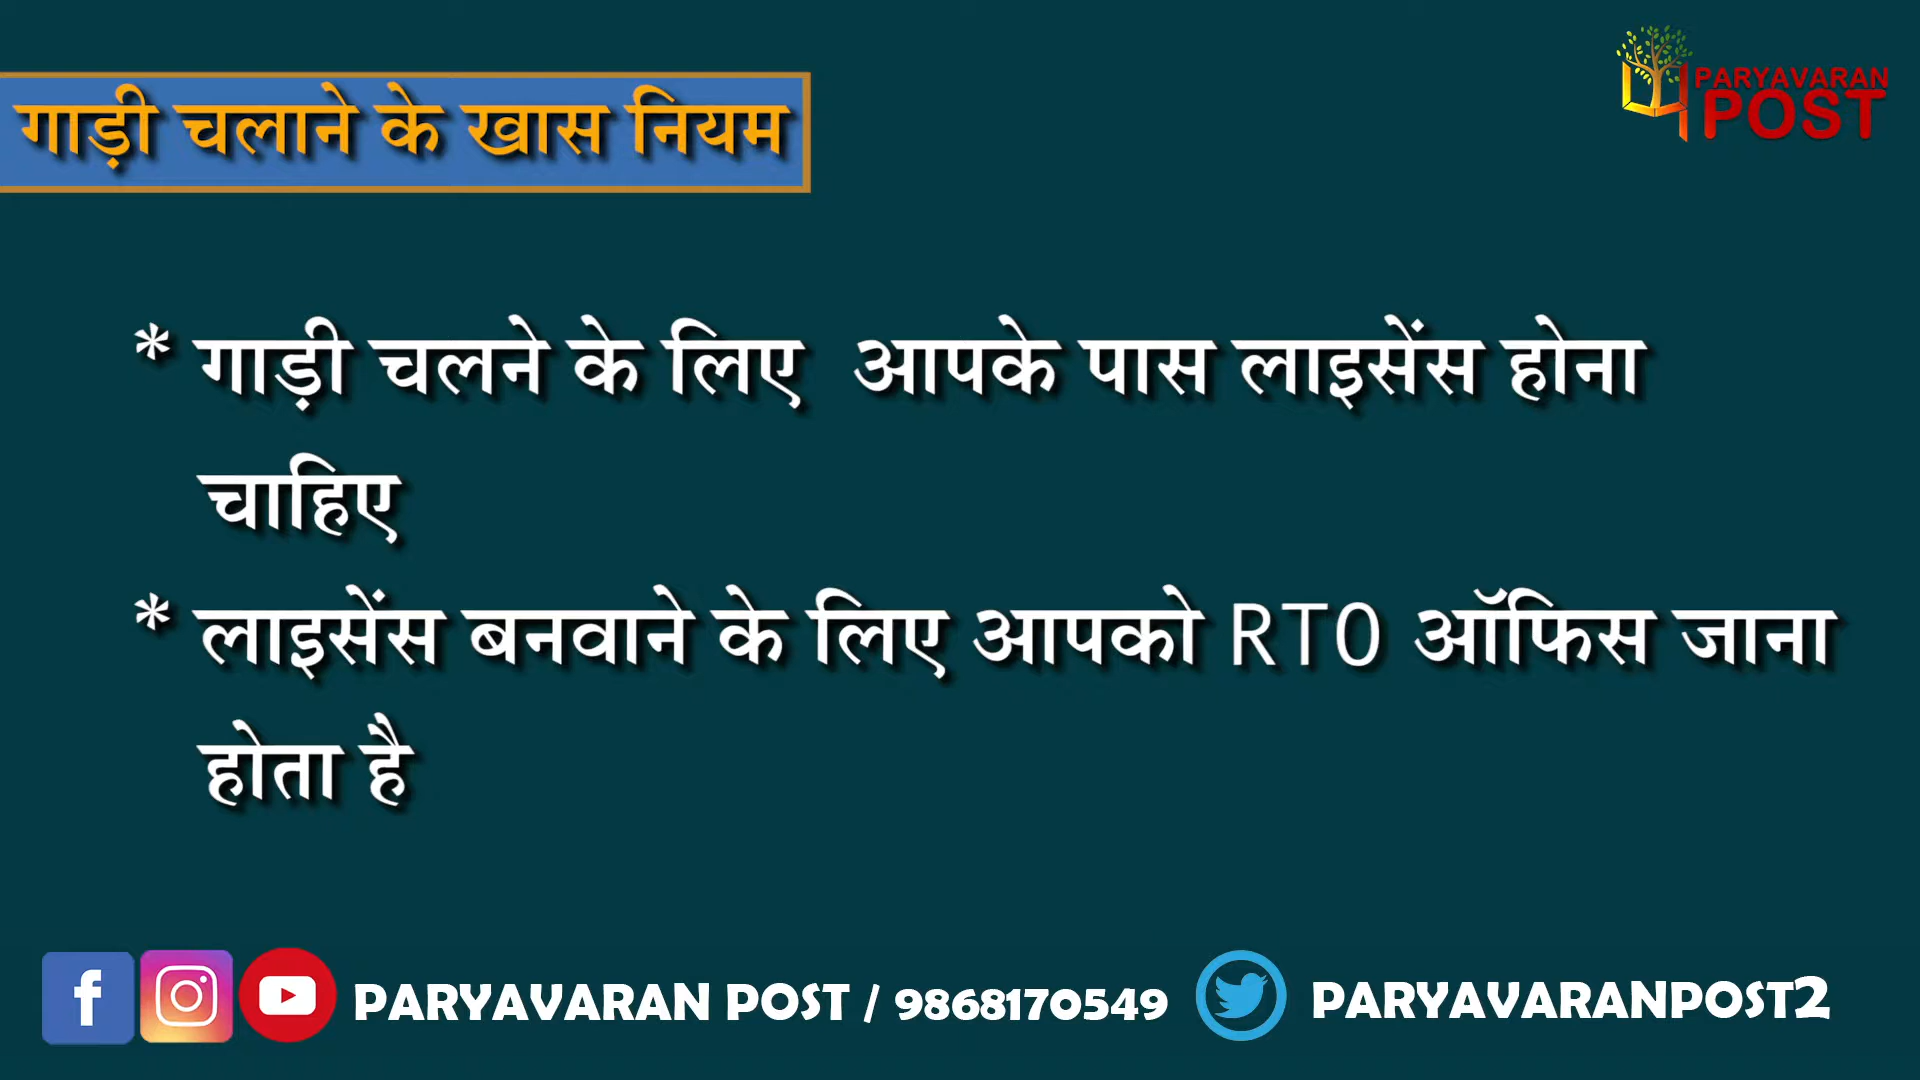 PARYAVARAN
POST
गाड़ी चलाने के खास नियम
* गाड़ी चलने के लिए आपके पास लाइसेंस होना
चाहिए
* लाइसेंस बनवाने के लिए आपको RTO ऑफिस जाना
होता है
PARYAVARAN POST / 9868170549 PARYAVARANPOST2